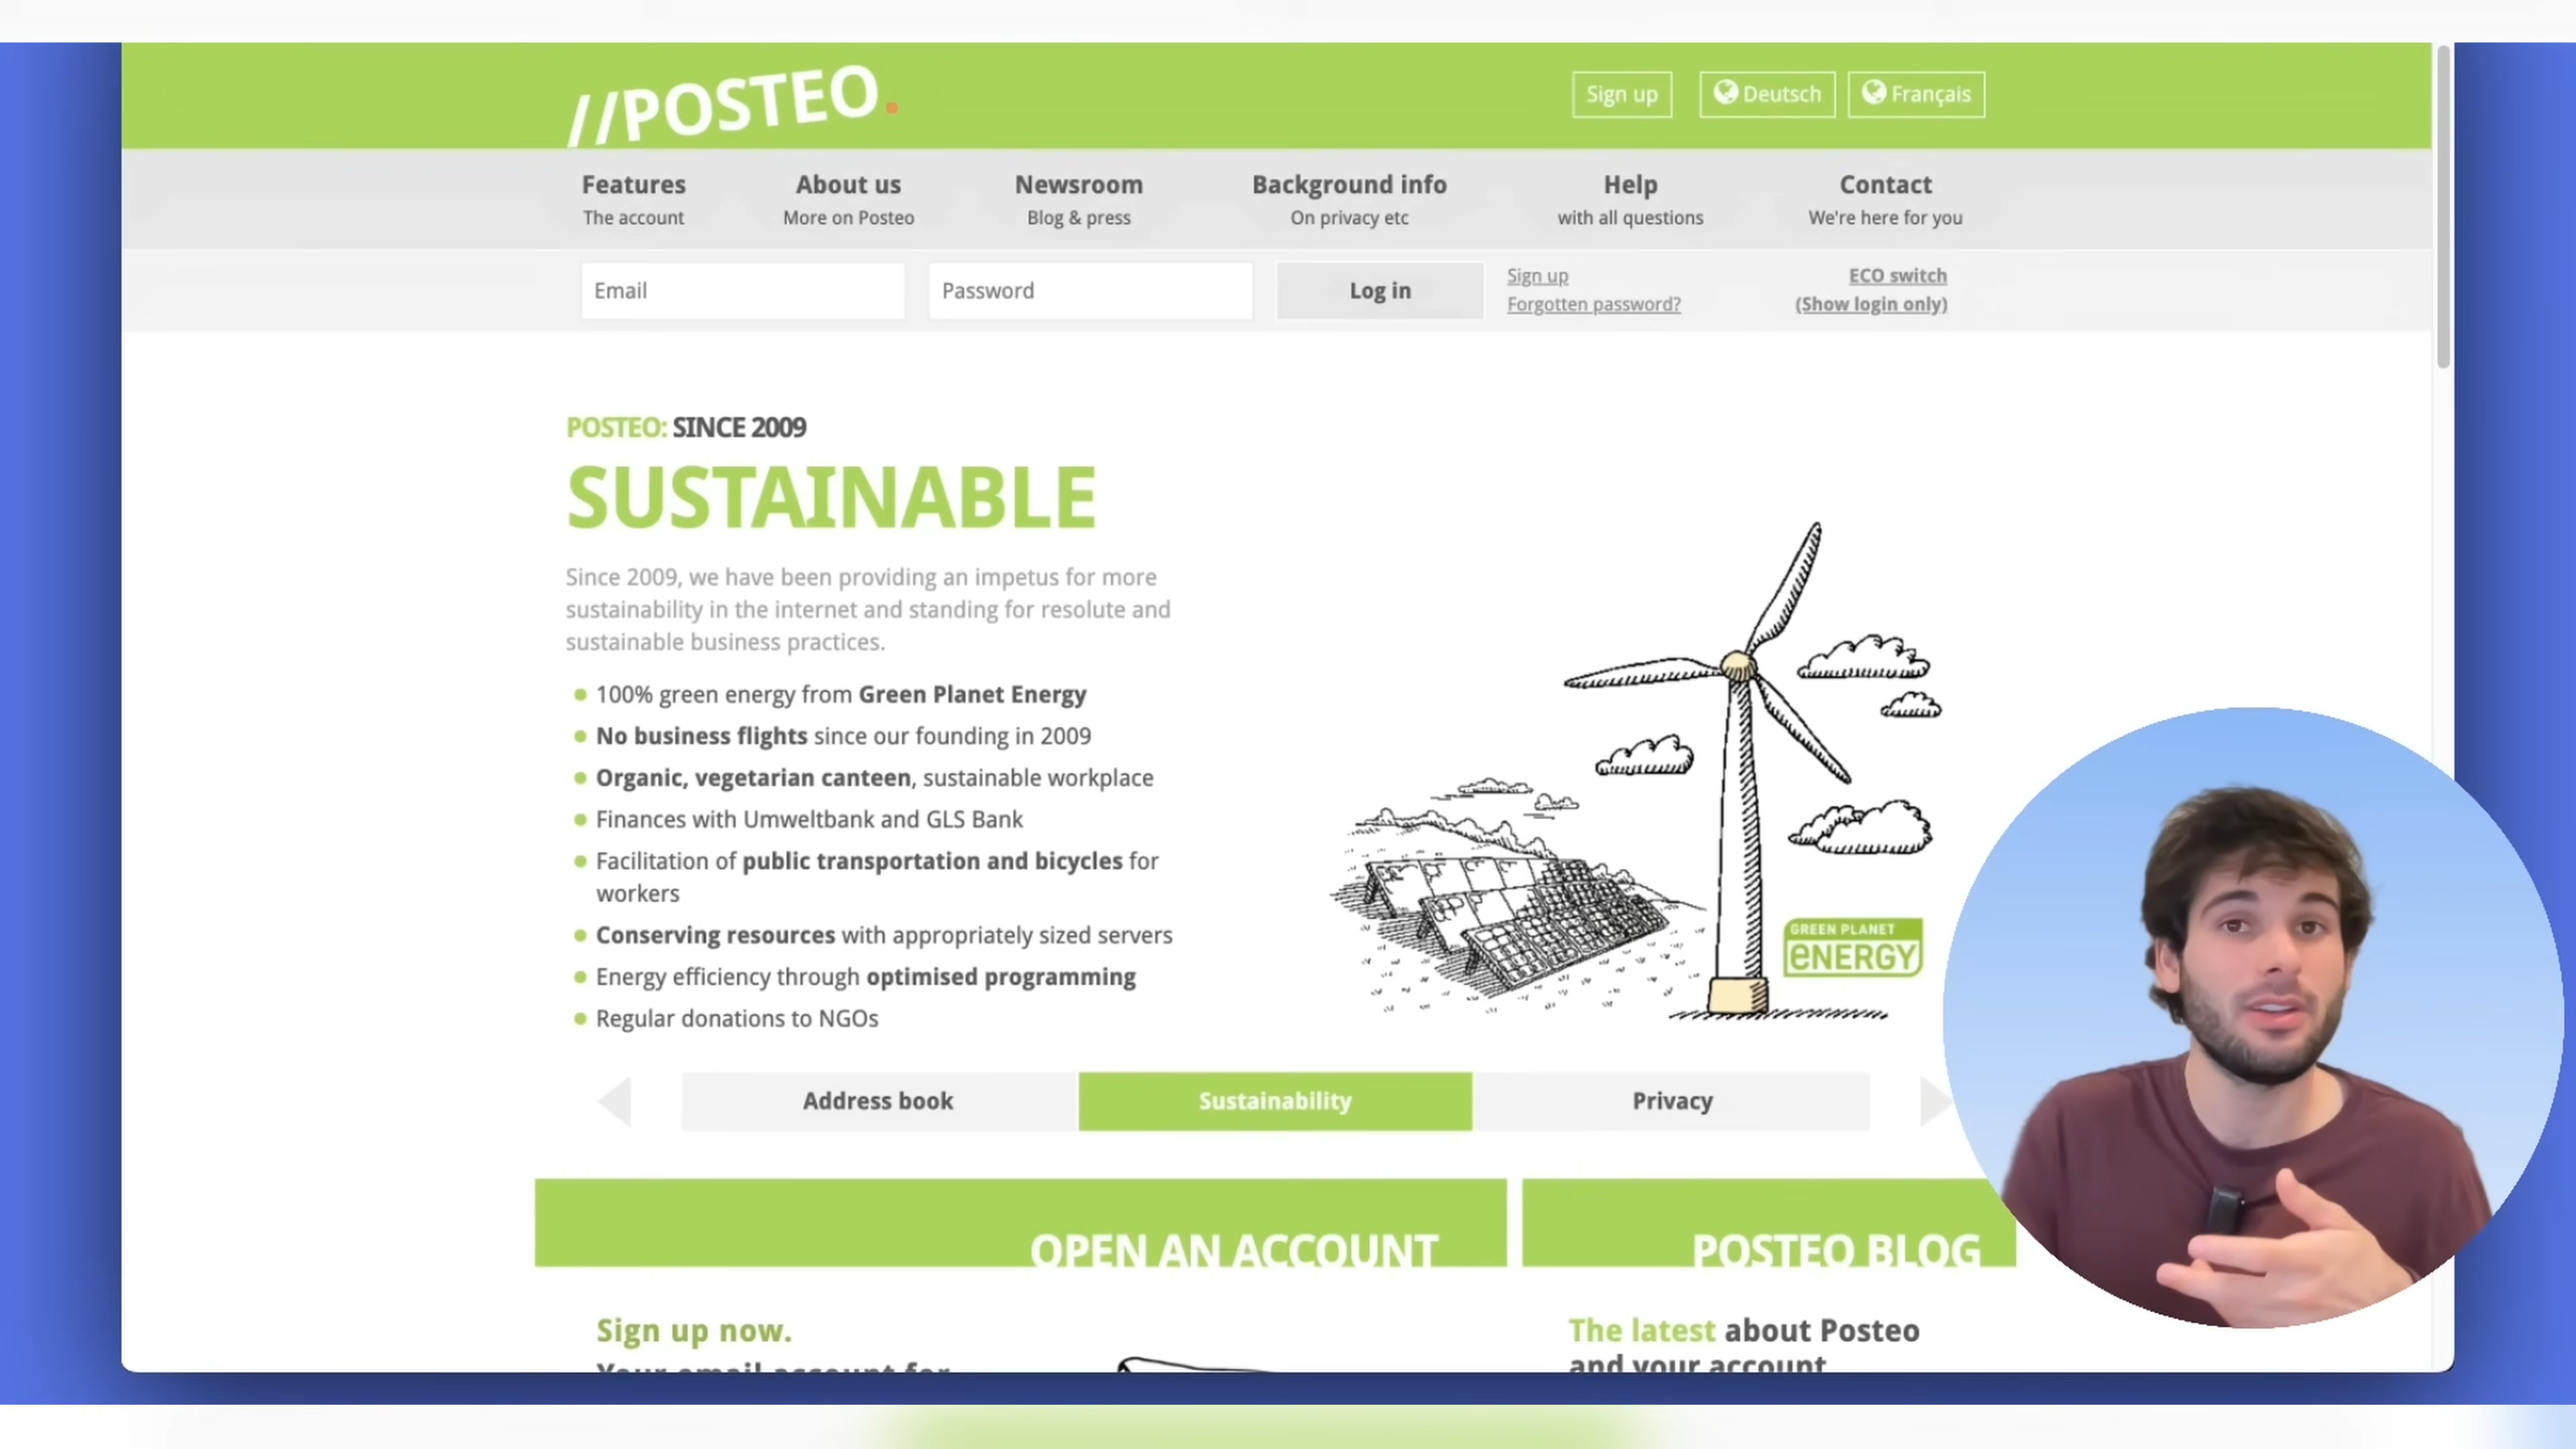 //POSTEO.
Sign up
Deutsch
Français
Features
The account
About us
More on Posteo
Newsroom
Blog & press
Background info
On privacy etc
Help
with all questions
Contact
We're here for you
Email
Password
Log in
Sign up
Forgotten password?
ECO switch
(Show login only)
POSTEO: SINCE 2009
SUSTAINABLE
Since 2009, we have been providing an impetus for more
sustainability in the internet and standing for resolute and
sustainable business practices.
100% green energy from Green Planet Energy
No business flights since our founding in 2009
Organic, vegetarian canteen, sustainable workplace
Finances with Umweltbank and GLS Bank
Facilitation of public transportation and bicycles for
workers
Conserving resources with appropriately sized servers
Energy efficiency through optimised programming
Regular donations to NGOs
GREEN PLANET
eNERGY
Address book
Sustainability
Privacy
OPEN AN ACCOUNT
POSTEO BLOG
Sign up now.
Your email account for
The latest about Posteo
and your account